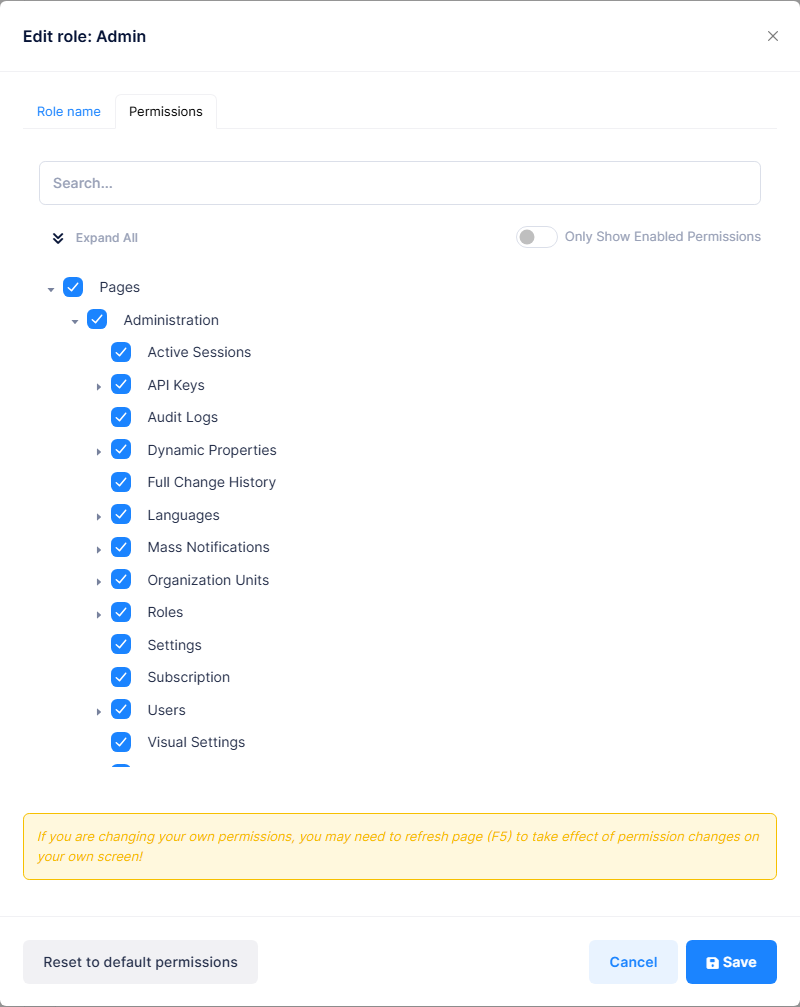 Edit role: Admin
Role name
Permissions
Search...
Expand All
Only Show Enabled Permissions
Pages
Administration
Active Sessions
API Keys
Audit Logs
Dynamic Properties
Full Change History
Languages
Mass Notifications
Organization Units
Roles
Settings
Subscription
Users
Visual Settings
If you are changing your own permissions, you may need to refresh page (F5) to take effect of permission changes on
your own screen!
Reset to default permissions
Cancel
Save